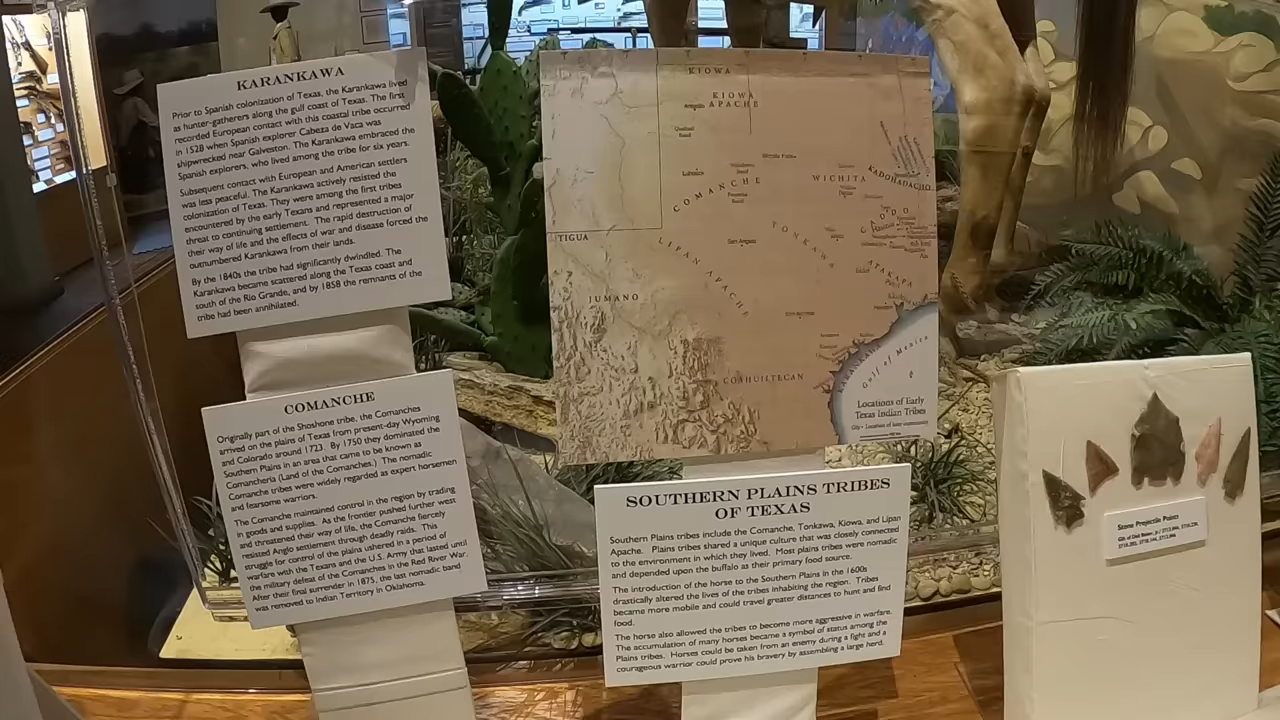 KARANKAWA
Prior to Spanish colonization of Texas, the Karankawa lived
as hunter-gatherers along the gulf coast of Texas. The first
recorded European contact with this coastal tribe occurred
in 1528 when Spanish explorer Cabeza de Vaca was
shipwrecked near Galveston. The Karankawa embraced the
Spanish explorers, who lived among the tribe for six years.
Subsequent contact with European and American settlers
was less peaceful. The Karankawa actively resisted the
colonization of Texas. They were among the first tribes
encountered by the early Texans and represented a major
threat to continuing settlement. The rapid destruction of
their way of life and the effects of war and disease forced the
outnumbered Karankawa from their lands.
By the 1840s the tribe had significantly dwindled. The
Karankawa became scattered along the Texas coast and
south of the Rio Grande, and by 1858 the remnants of the
tribe had been annihilated.
COMANCHE
Originally part of the Shoshone tribe, the Comanches
arrived on the plains of Texas from present-day Wyoming
and Colorado around 1723. By 1750 they dominated the
Southern Plains in an area that came to be known as
Comancheria (Land of the Comanches.) The nomadic
Comanche tribes were widely regarded as expert horsemen
and fearsome warriors.
The Comanche maintained control in the region by trading
in goods and supplies. As the frontier pushed further west
and threatened their way of life, the Comanche fiercely
resisted Anglo settlement through deadly raids. This
struggle for control of the plains ushered in a period of
warfare with the Texans and the U.S. Army that lasted until
the military defeat of the Comanches in the Red River War.
After their final surrender in 1875, the last nomadic band
was removed to Indian Territory in Oklahoma.
KIOWA
KIOWA
APACHE
Amarillo
Lubbock
COMANCHE
WICHITA
KADOHADACHO
CADDO
TIGUA
LIPAN APACHE
San Angelo
TONKAWA
ATAKAPA
JUMANO
COAHUILTECAN
KARANKAWA
Gulf of Mexico
Locations of Early
Texas Indian Tribes
SOUTHERN PLAINS TRIBES
OF TEXAS
Southern Plains tribes include the Comanche, Tonkawa, Kiowa, and Lipan
Apache. Plains tribes shared a unique culture that was closely connected
to the environment in which they lived. Most plains tribes were nomadic
and depended upon the buffalo as their primary food source.
The introduction of the horse to the Southern Plains in the 1600s
drastically altered the lives of the tribes inhabiting the region. Tribes
became more mobile and could travel greater distances to hunt and find
food.
The horse also allowed the tribes to become more aggressive in warfare.
The accumulation of many horses became a symbol of status among the
Plains tribes. Horses could be taken from an enemy during a fight and a
courageous warrior could prove his bravery by assembling a large herd.
Stone Projectile Points